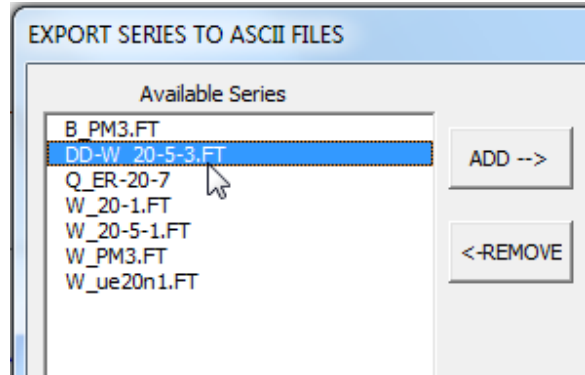 EXPORT SERIES TO ASCII FILES
Available Series
B_PM3.FT
DD-W_20-5-3.FT
Q_ER-20-7
W_20-1.FT
W_20-5-1.FT
W_PM3.FT
W_ue20n1.FT
ADD -->
<-REMOVE